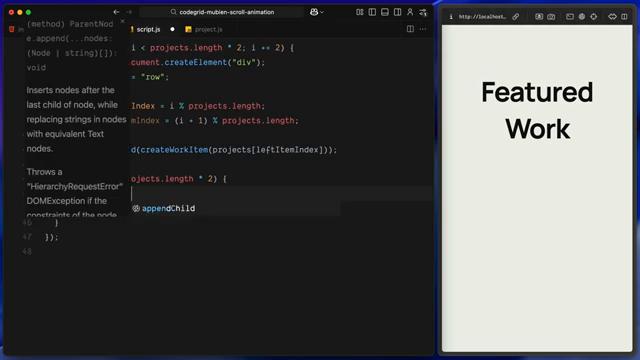 codegrid-mubien-scroll-animation
http://localhost...
(method) ParentNod
e.append(...nodes:
(Node | string)[]):
void
Inserts nodes after the
last child of node, while
replacing strings in nodes
with equivalent Text
nodes.
Throws a
"HierarchyRequestError"
DOMException if the
constraints of the node
script.js
project.js
i < projects.length * 2; i += 2) {
cument.createElement("div");
= "row";
mIndex = i % projects.length;
emIndex = (i + 1) % projects.length;
d(createWorkItem(projects[leftItemIndex]));
ojects.length * 2) {
appendChild
46 }
47 });
48
Featured
Work